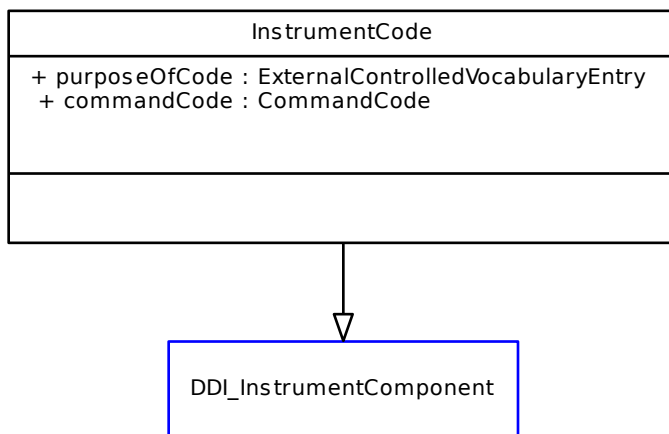 InstrumentCode
+ purposeOfCode : ExternalControlledVocabularyEntry
+ commandCode : CommandCode
DDI_InstrumentComponent